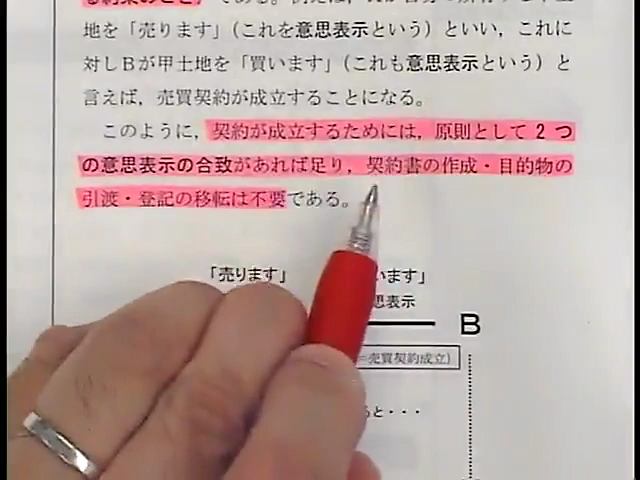 地を「売ります」（これを意思表示という）といい，これに
対しＢが甲土地を「買います」（これも意思表示という）と
言えば，売買契約が成立することになる。
このように，契約が成立するためには，原則として２つ
の意思表示の合致があれば足り，契約書の作成・目的物の
引渡・登記の移転は不要である。
「売ります」 います」
思表示
B
=売買契約成立）
ると・・・